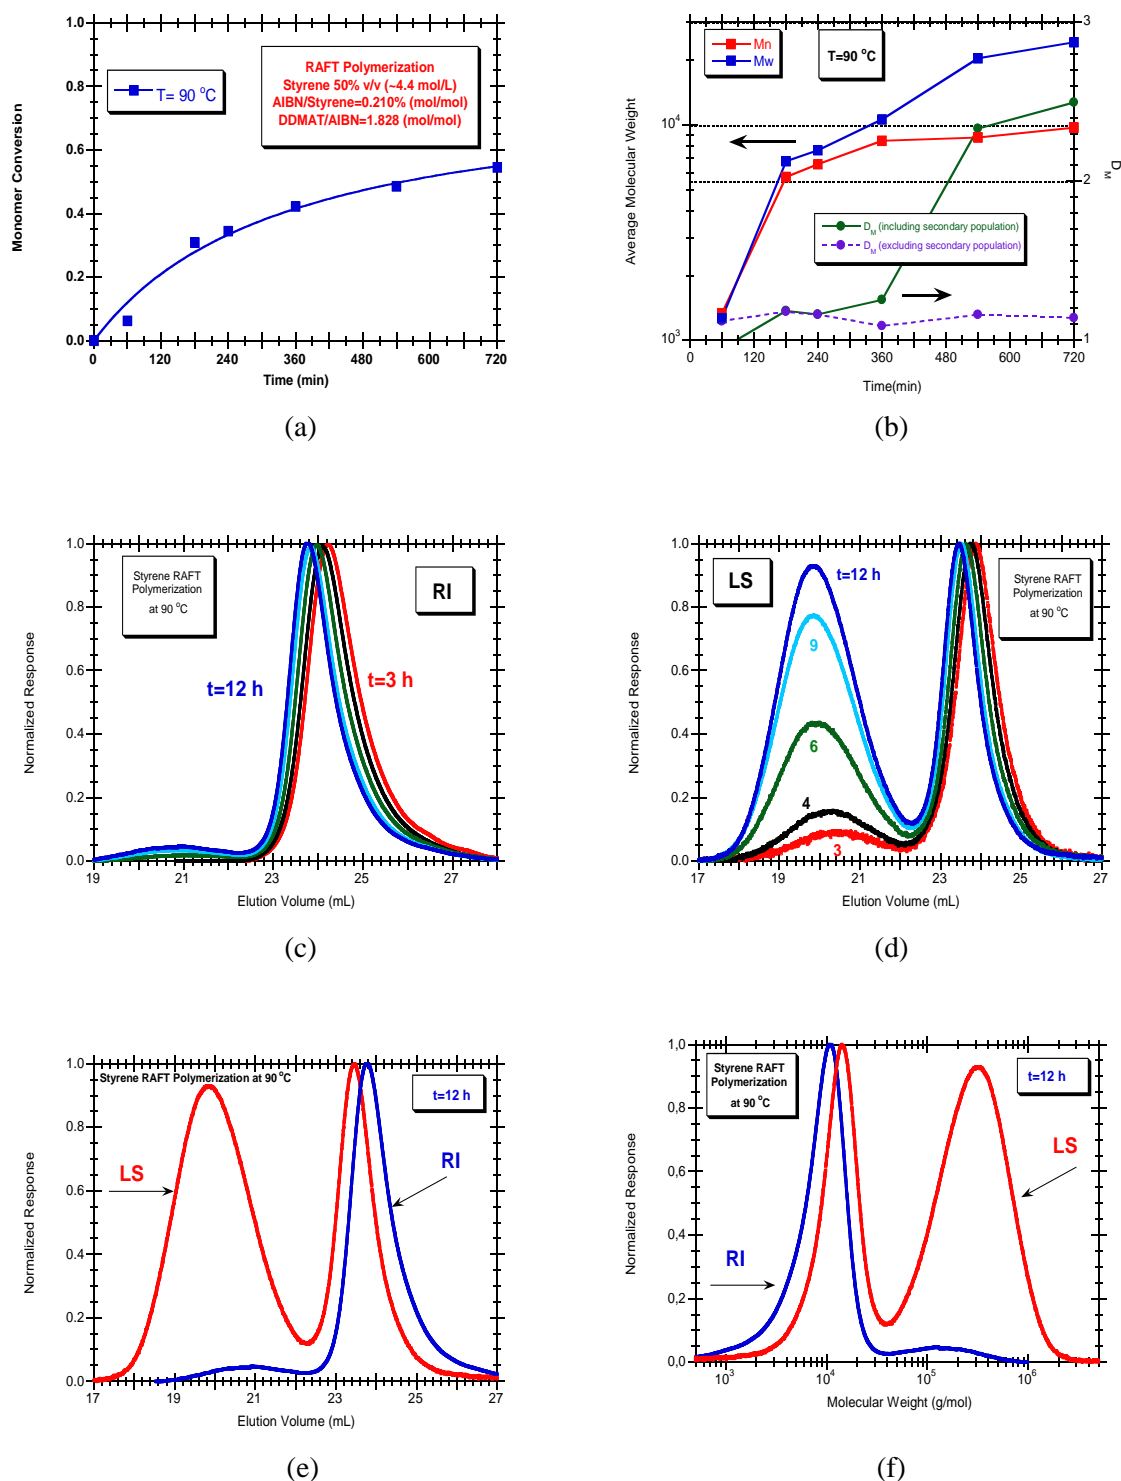 1.0
0.8
0.6
0.4
0.2
0.0
Monomer Conversion
T= 90 °C
RAFT Polymerization
Styrene 50% v/v (~4.4 mol/L)
AIBN/Styrene=0.210% (mol/mol)
DDMAT/AIBN=1.828 (mol/mol)
0 120 240 360 480 600 720
Time (min)
(a)
10⁴
10³
Average Molecular Weight
Mn
Mw
T=90 °C
3
2
1
D_M
D_M (including secondary population)
D_M (excluding secondary population)
0 120 240 360 480 600 720
Time(min)
(b)
1.0
0.8
0.6
0.4
0.2
0.0
Normalized Response
Styrene RAFT
Polymerization
at 90 °C
RI
t=12 h
t=3 h
19 21 23 25 27
Elution Volume (mL)
(c)
1.0
0.8
0.6
0.4
0.2
0.0
Normalized Response
LS
t=12 h
9
6
4
3
Styrene RAFT
Polymerization
at 90 °C
17 19 21 23 25 27
Elution Volume (mL)
(d)
1.0
0.8
0.6
0.4
0.2
0.0
Normalized Response
Styrene RAFT Polymerization at 90 °C
t=12 h
LS
RI
17 19 21 23 25 27
Elution Volume (mL)
(e)
1,0
0,8
0,6
0,4
0,2
0,0
Normalized Response
Styrene RAFT
Polymerization
at 90 °C
t=12 h
LS
RI
10³ 10⁴ 10⁵ 10⁶
Molecular Weight (g/mol)
(f)